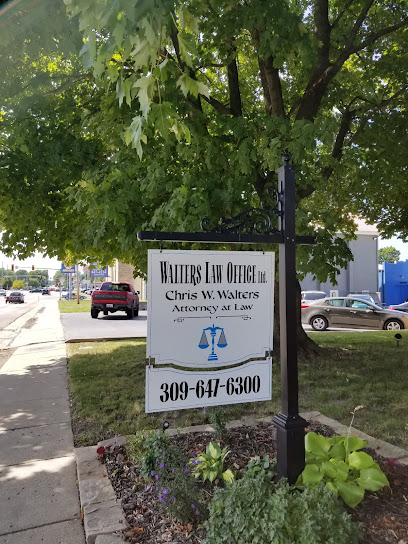 WALTERS LAW OFFICE Ltd.
Chris W. Walters
Attorney at Law
309-647-6300